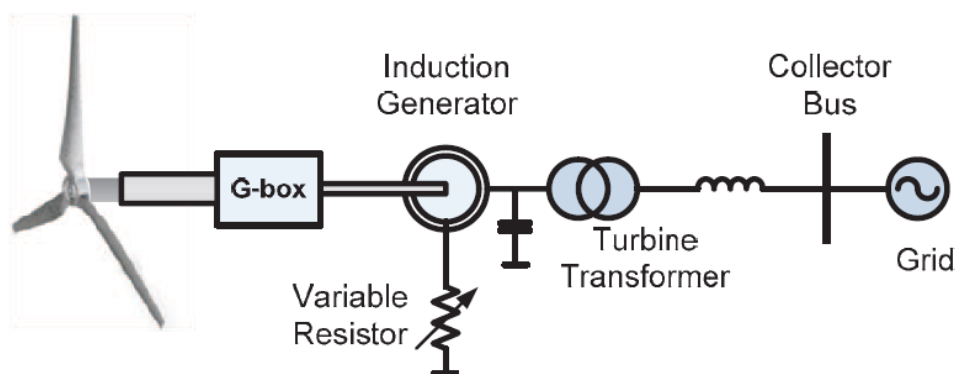 Induction
Generator
Collector
Bus
G-box
Turbine
Transformer
Grid
Variable
Resistor